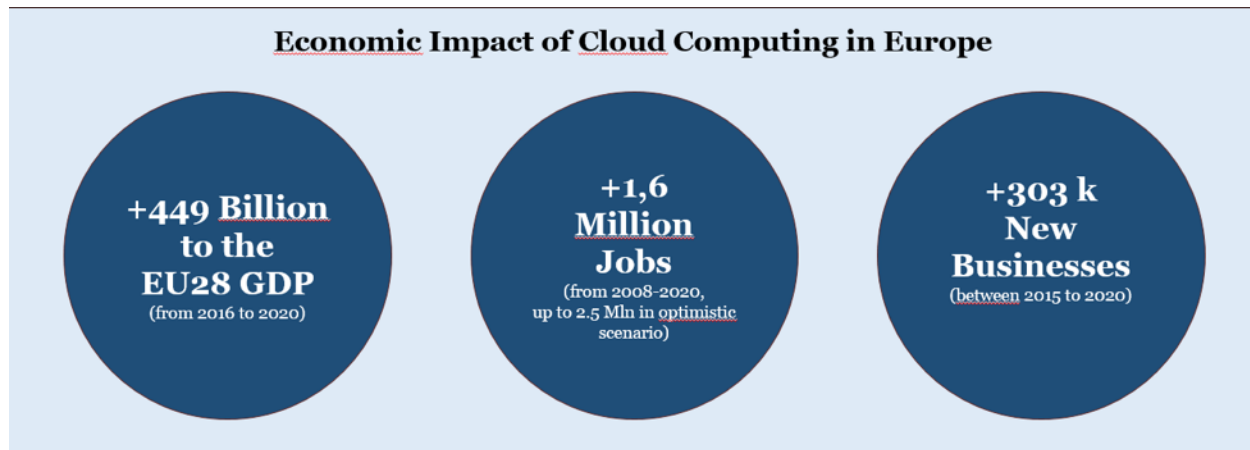 Economic Impact of Cloud Computing in Europe
+449 Billion
to the
EU28 GDP
(from 2016 to 2020)
+1,6
Million
Jobs
(from 2008-2020,
up to 2.5 Mln in optimistic
scenario)
+303 k
New
Businesses
(between 2015 to 2020)